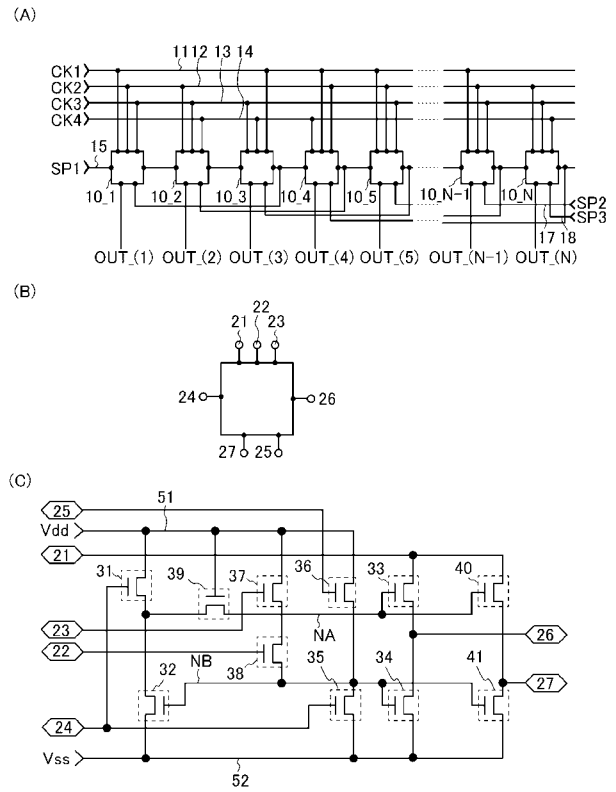 (A)
11 12 13 14
CK1
CK2
CK3
CK4
15
SP1
10_1 10_2 10_3 10_4 10_5 10_N-1 10_N
SP2
SP3
17 18
OUT_(1) OUT_(2) OUT_(3) OUT_(4) OUT_(5) OUT_(N-1) OUT_(N)
(B)
22
21 23
24 26
27 25
(C)
25 51
Vdd
21
31 39 37 36 33 40
23 NA 26
22
32 NB 38 35 34 41 27
24
Vss
52